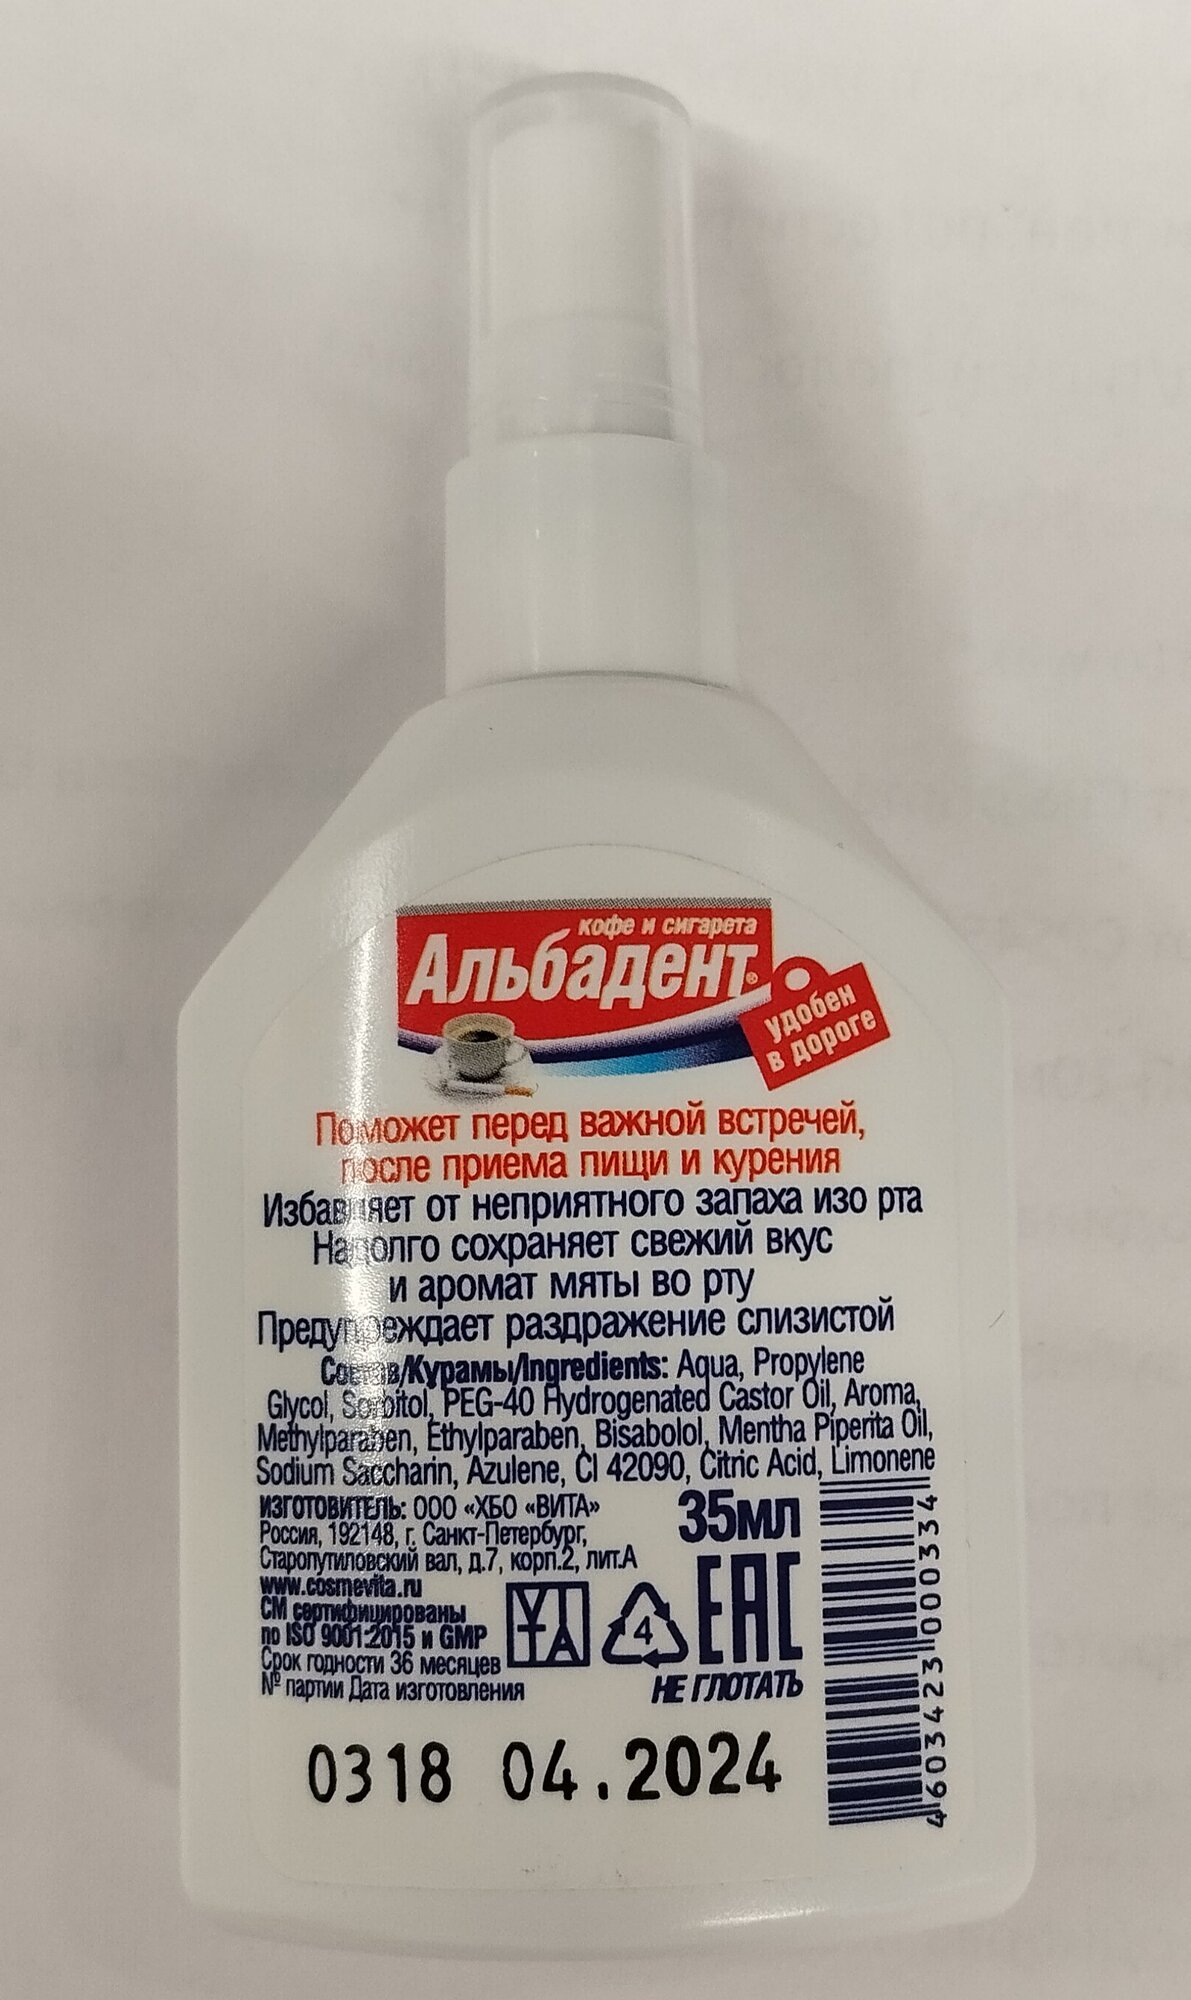 кофе и сигарета
Альбадент®
удобен
в дороге
Поможет перед важной встречей,
после приема пищи и курения
Избавляет от неприятного запаха изо рта
Надолго сохраняет свежий вкус
и аромат мяты во рту
Предупреждает раздражение слизистой
Состав/Курамы/Ingredients: Aqua, Propylene
Glycol, Sorbitol, PEG-40 Hydrogenated Castor Oil, Aroma,
Methylparaben, Ethylparaben, Bisabolol, Mentha Piperita Oil,
Sodium Saccharin, Azulene, CI 42090, Citric Acid, Limonene
ИЗГОТОВИТЕЛЬ: ООО «ХБО «ВИТА»
Россия, 192148, г. Санкт-Петербург,
Старопутиловский вал, д.7, корп.2, лит.А
www.cosmevita.ru
СМ сертифицированы
по ISO 9001:2015 и GMP
Срок годности 36 месяцев
№ партии Дата изготовления
35мл
VITA
4
EAC
НЕ ГЛОТАТЬ
4603423000334
0318 04.2024